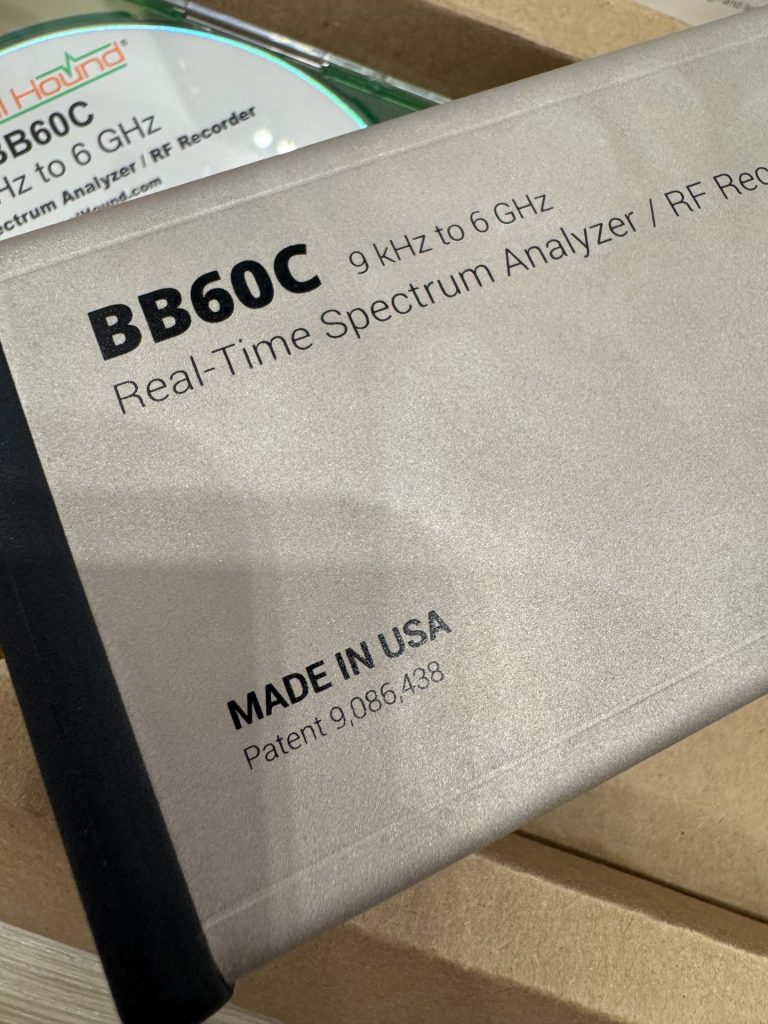 Hound®
BB60C
Hz to 6 GHz
Spectrum Analyzer / RF Recorder
BB60C 9 kHz to 6 GHz
Real-Time Spectrum Analyzer / RF Rec
MADE IN USA
Patent 9,086,438